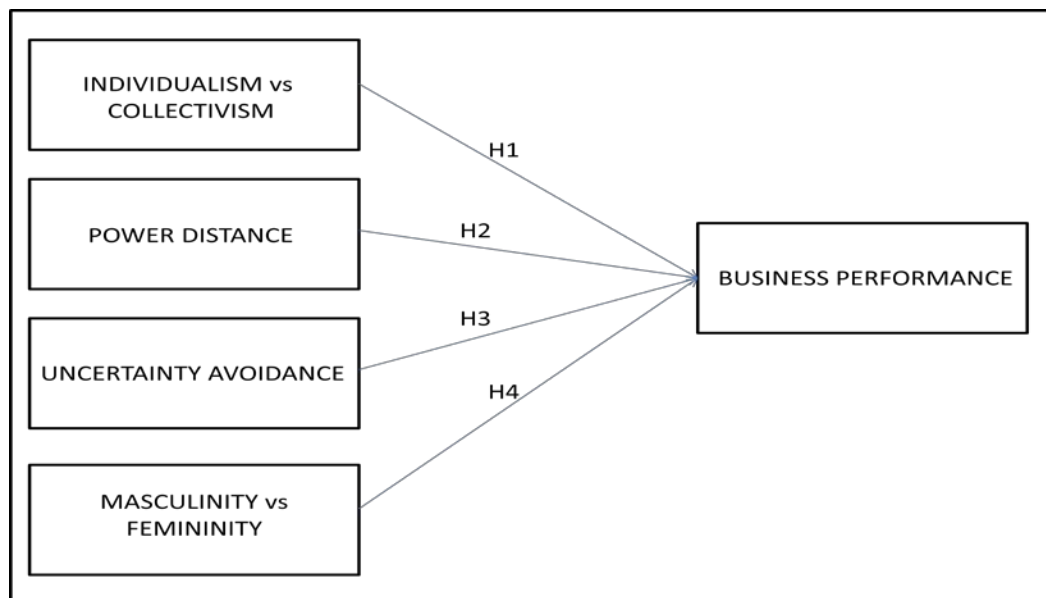 INDIVIDUALISM vs
COLLECTIVISM
H1
POWER DISTANCE
H2
BUSINESS PERFORMANCE
H3
UNCERTAINTY AVOIDANCE
H4
MASCULINITY vs
FEMININITY